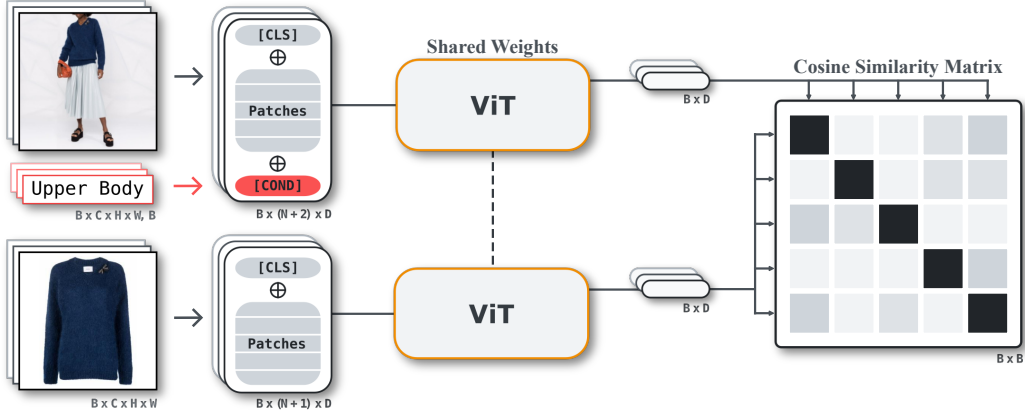 [CLS]
Patches
[COND]
Upper Body
B x C x H x W, B
B x (N + 2) x D
Shared Weights
ViT
B x D
Cosine Similarity Matrix
[CLS]
Patches
B x C x H x W
B x (N + 1) x D
ViT
B x D
B x B